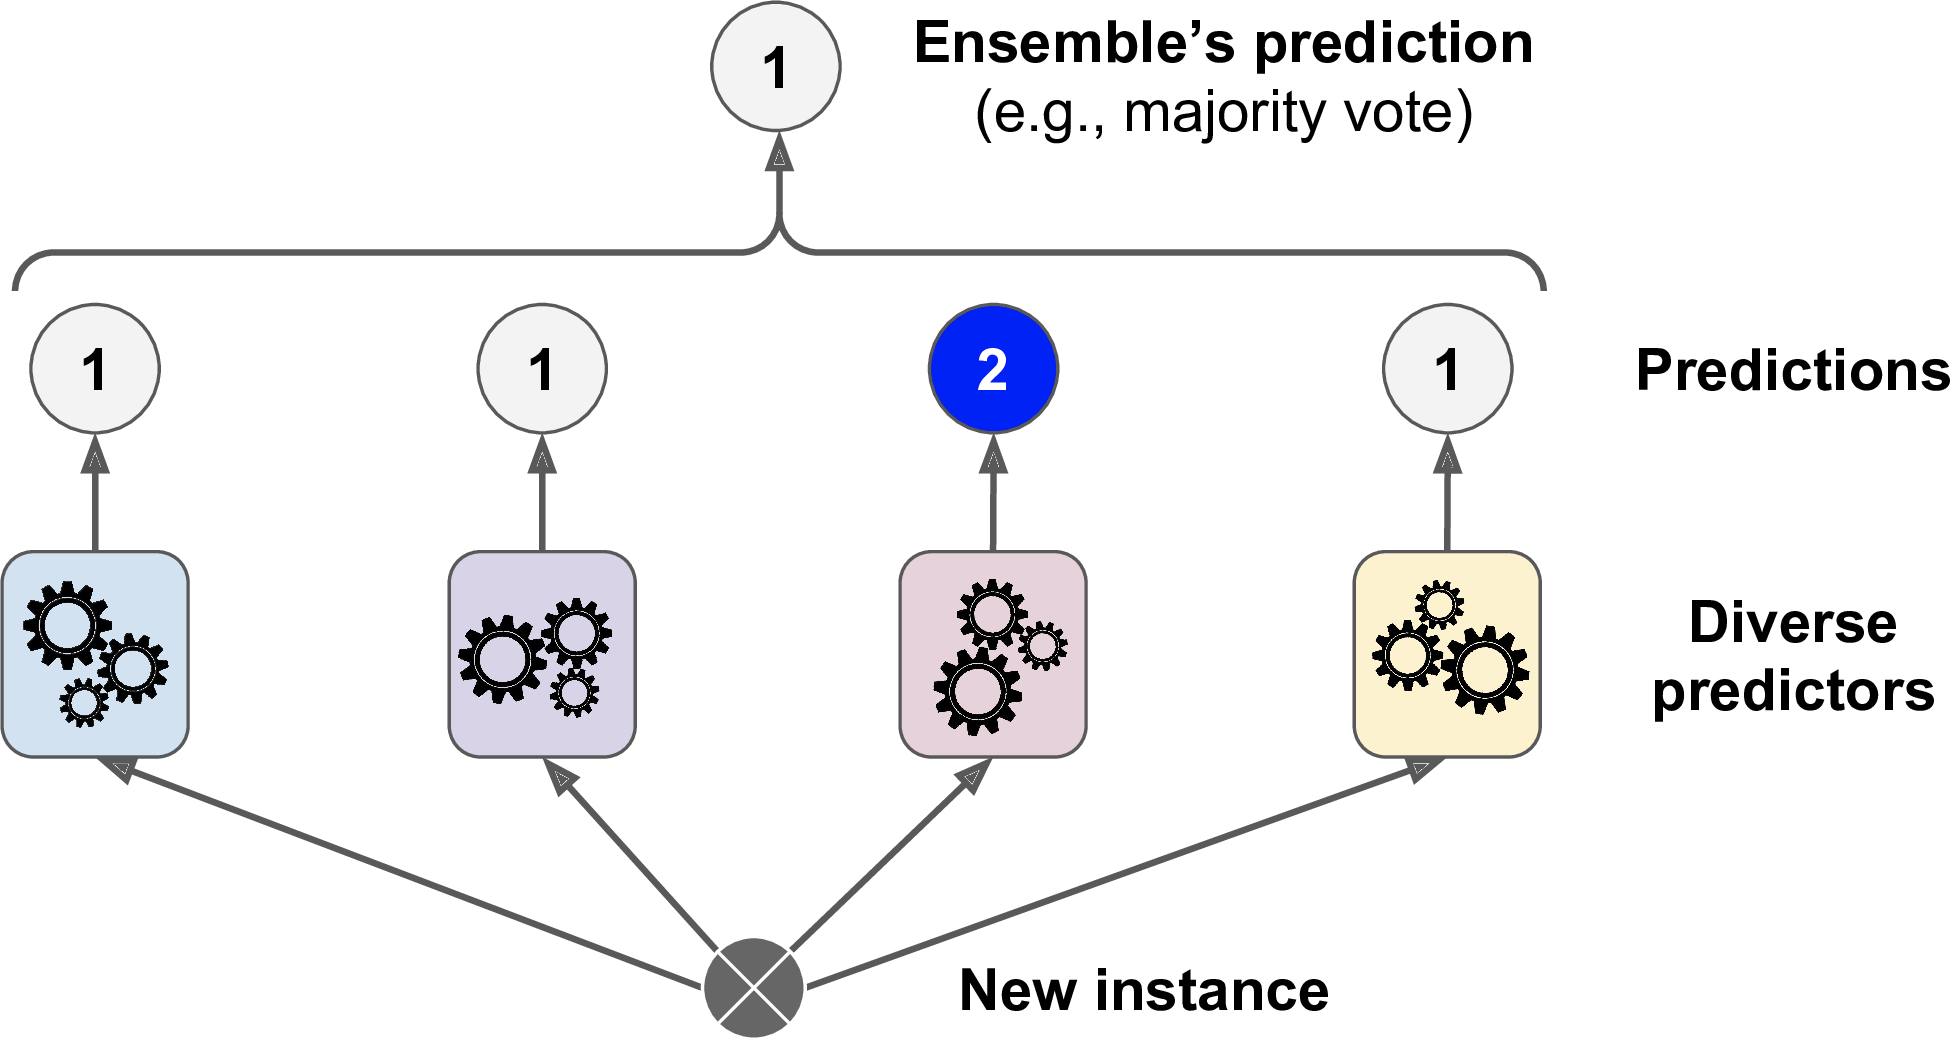 1
Ensemble’s prediction
(e.g., majority vote)
1 1 2 1
Predictions
Diverse
predictors
New instance